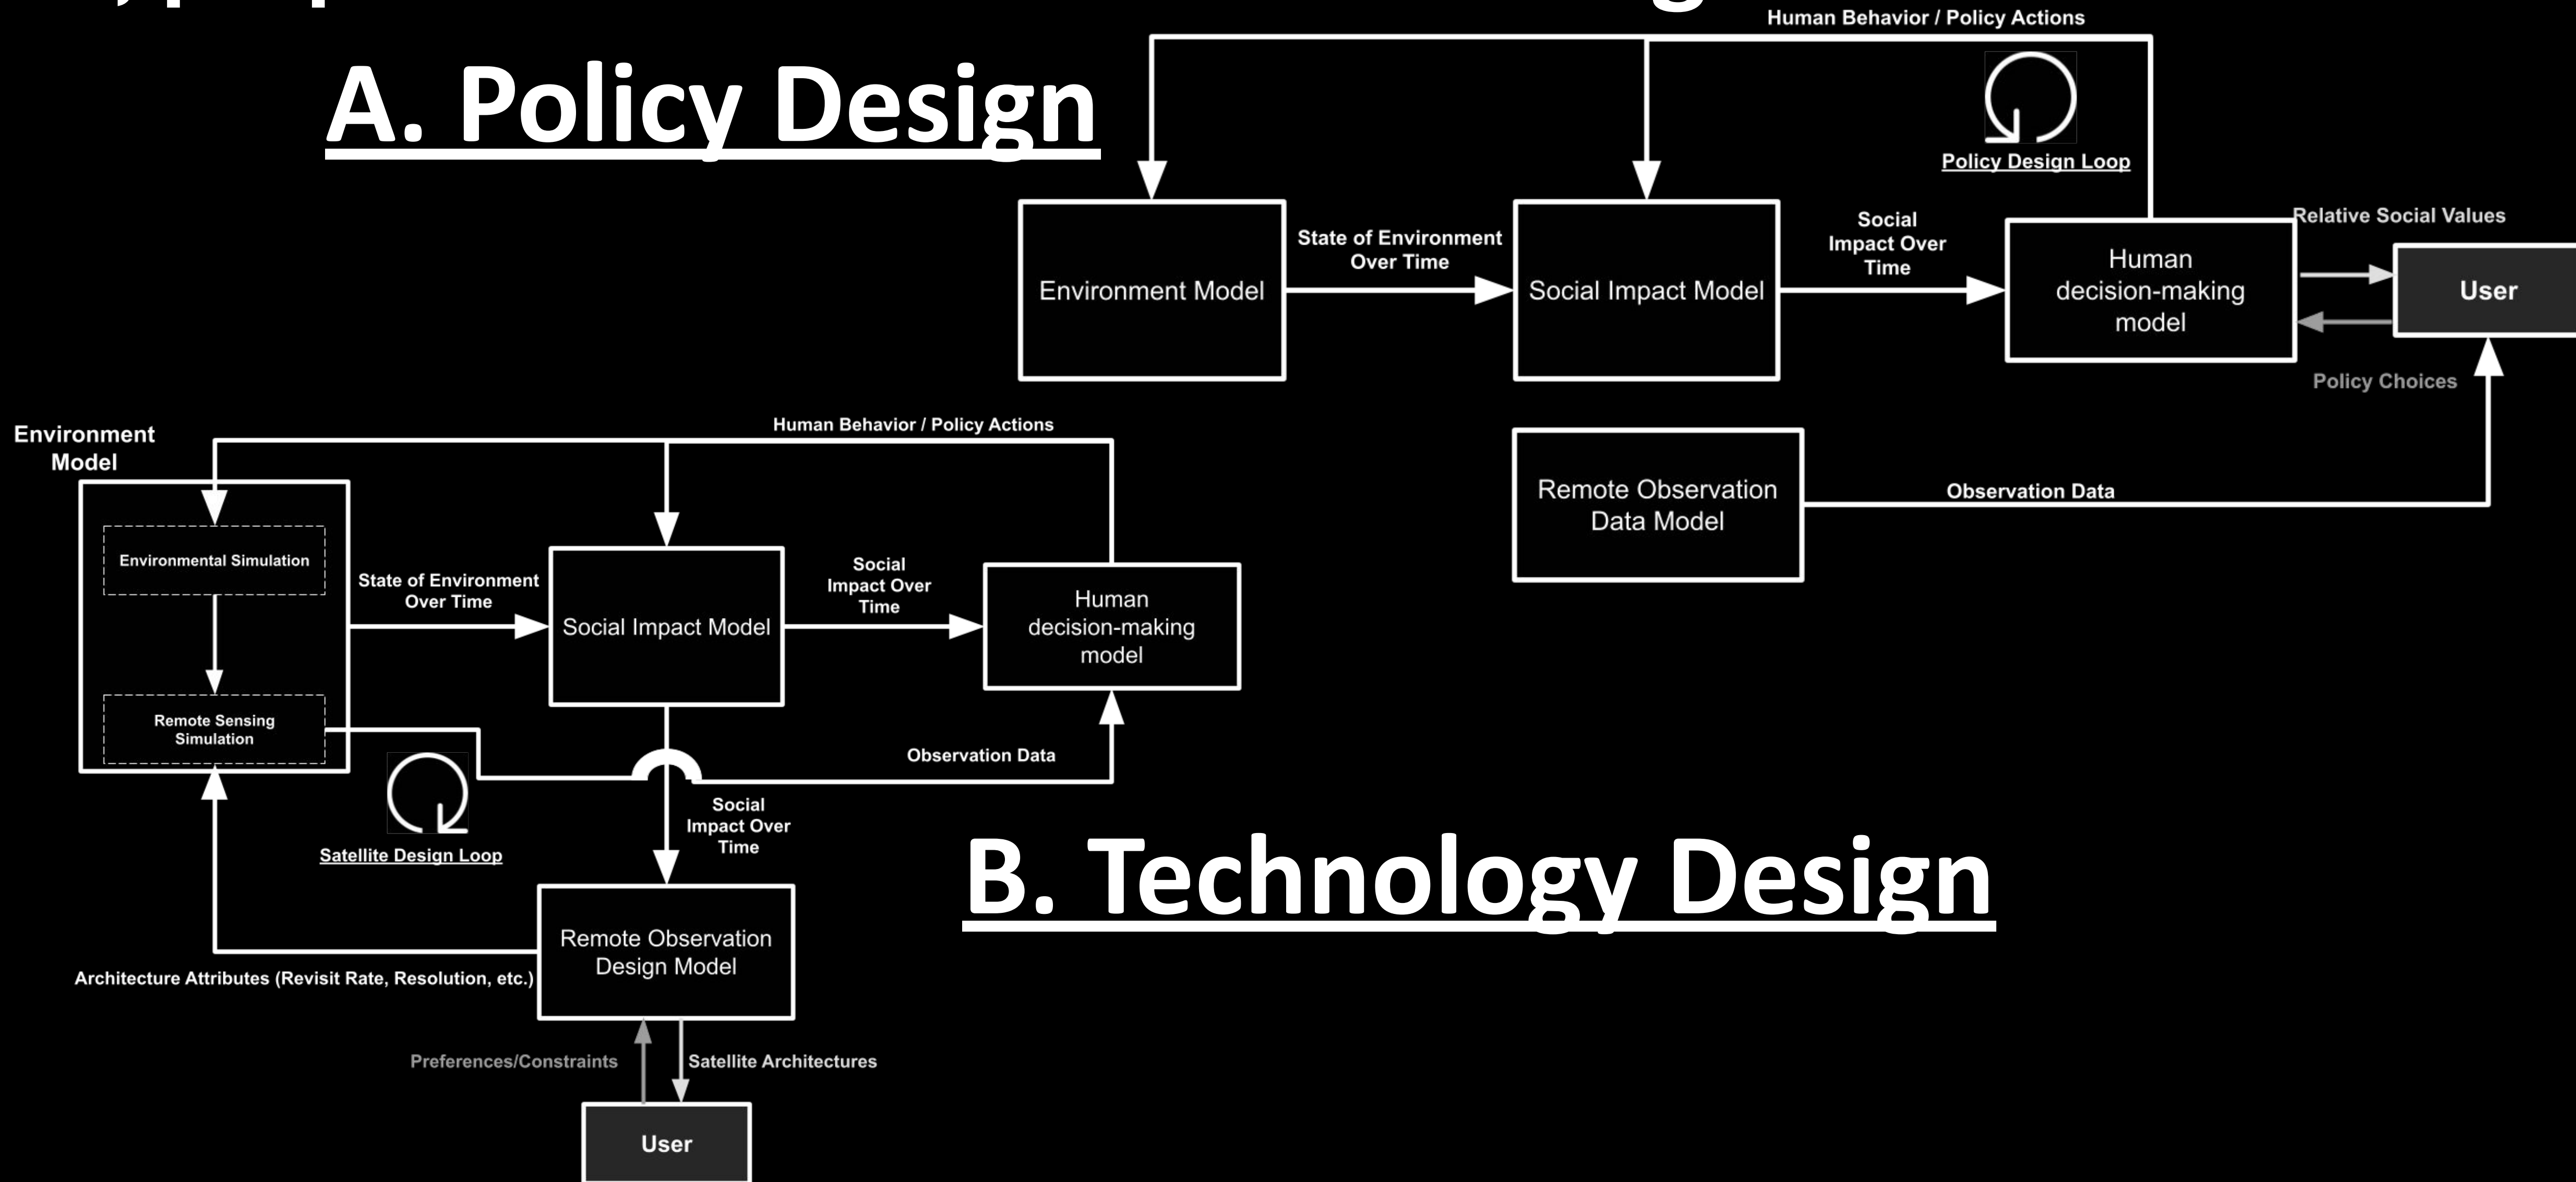 A. Policy Design
Human Behavior / Policy Actions
Policy Design Loop
Environment Model
State of Environment
Over Time
Social Impact Model
Social
Impact Over
Time
Human
decision-making
model
Relative Social Values
User
Policy Choices
Remote Observation
Data Model
Observation Data
Environment
Model
Human Behavior / Policy Actions
Environmental Simulation
Remote Sensing
Simulation
State of Environment
Over Time
Social Impact Model
Social
Impact Over
Time
Human
decision-making
model
Observation Data
Satellite Design Loop
Social
Impact Over
Time
B. Technology Design
Remote Observation
Design Model
Architecture Attributes (Revisit Rate, Resolution, etc.)
Preferences/Constraints
Satellite Architectures
User